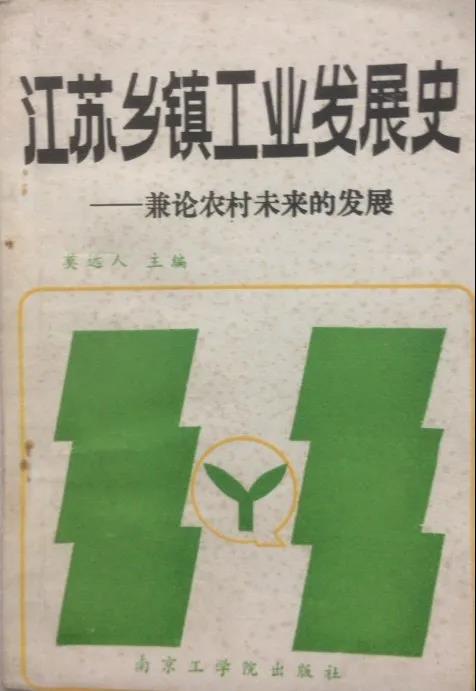 江苏乡镇工业发展史
——兼论农村未来的发展
莫远人 主编
南京工学院出版社